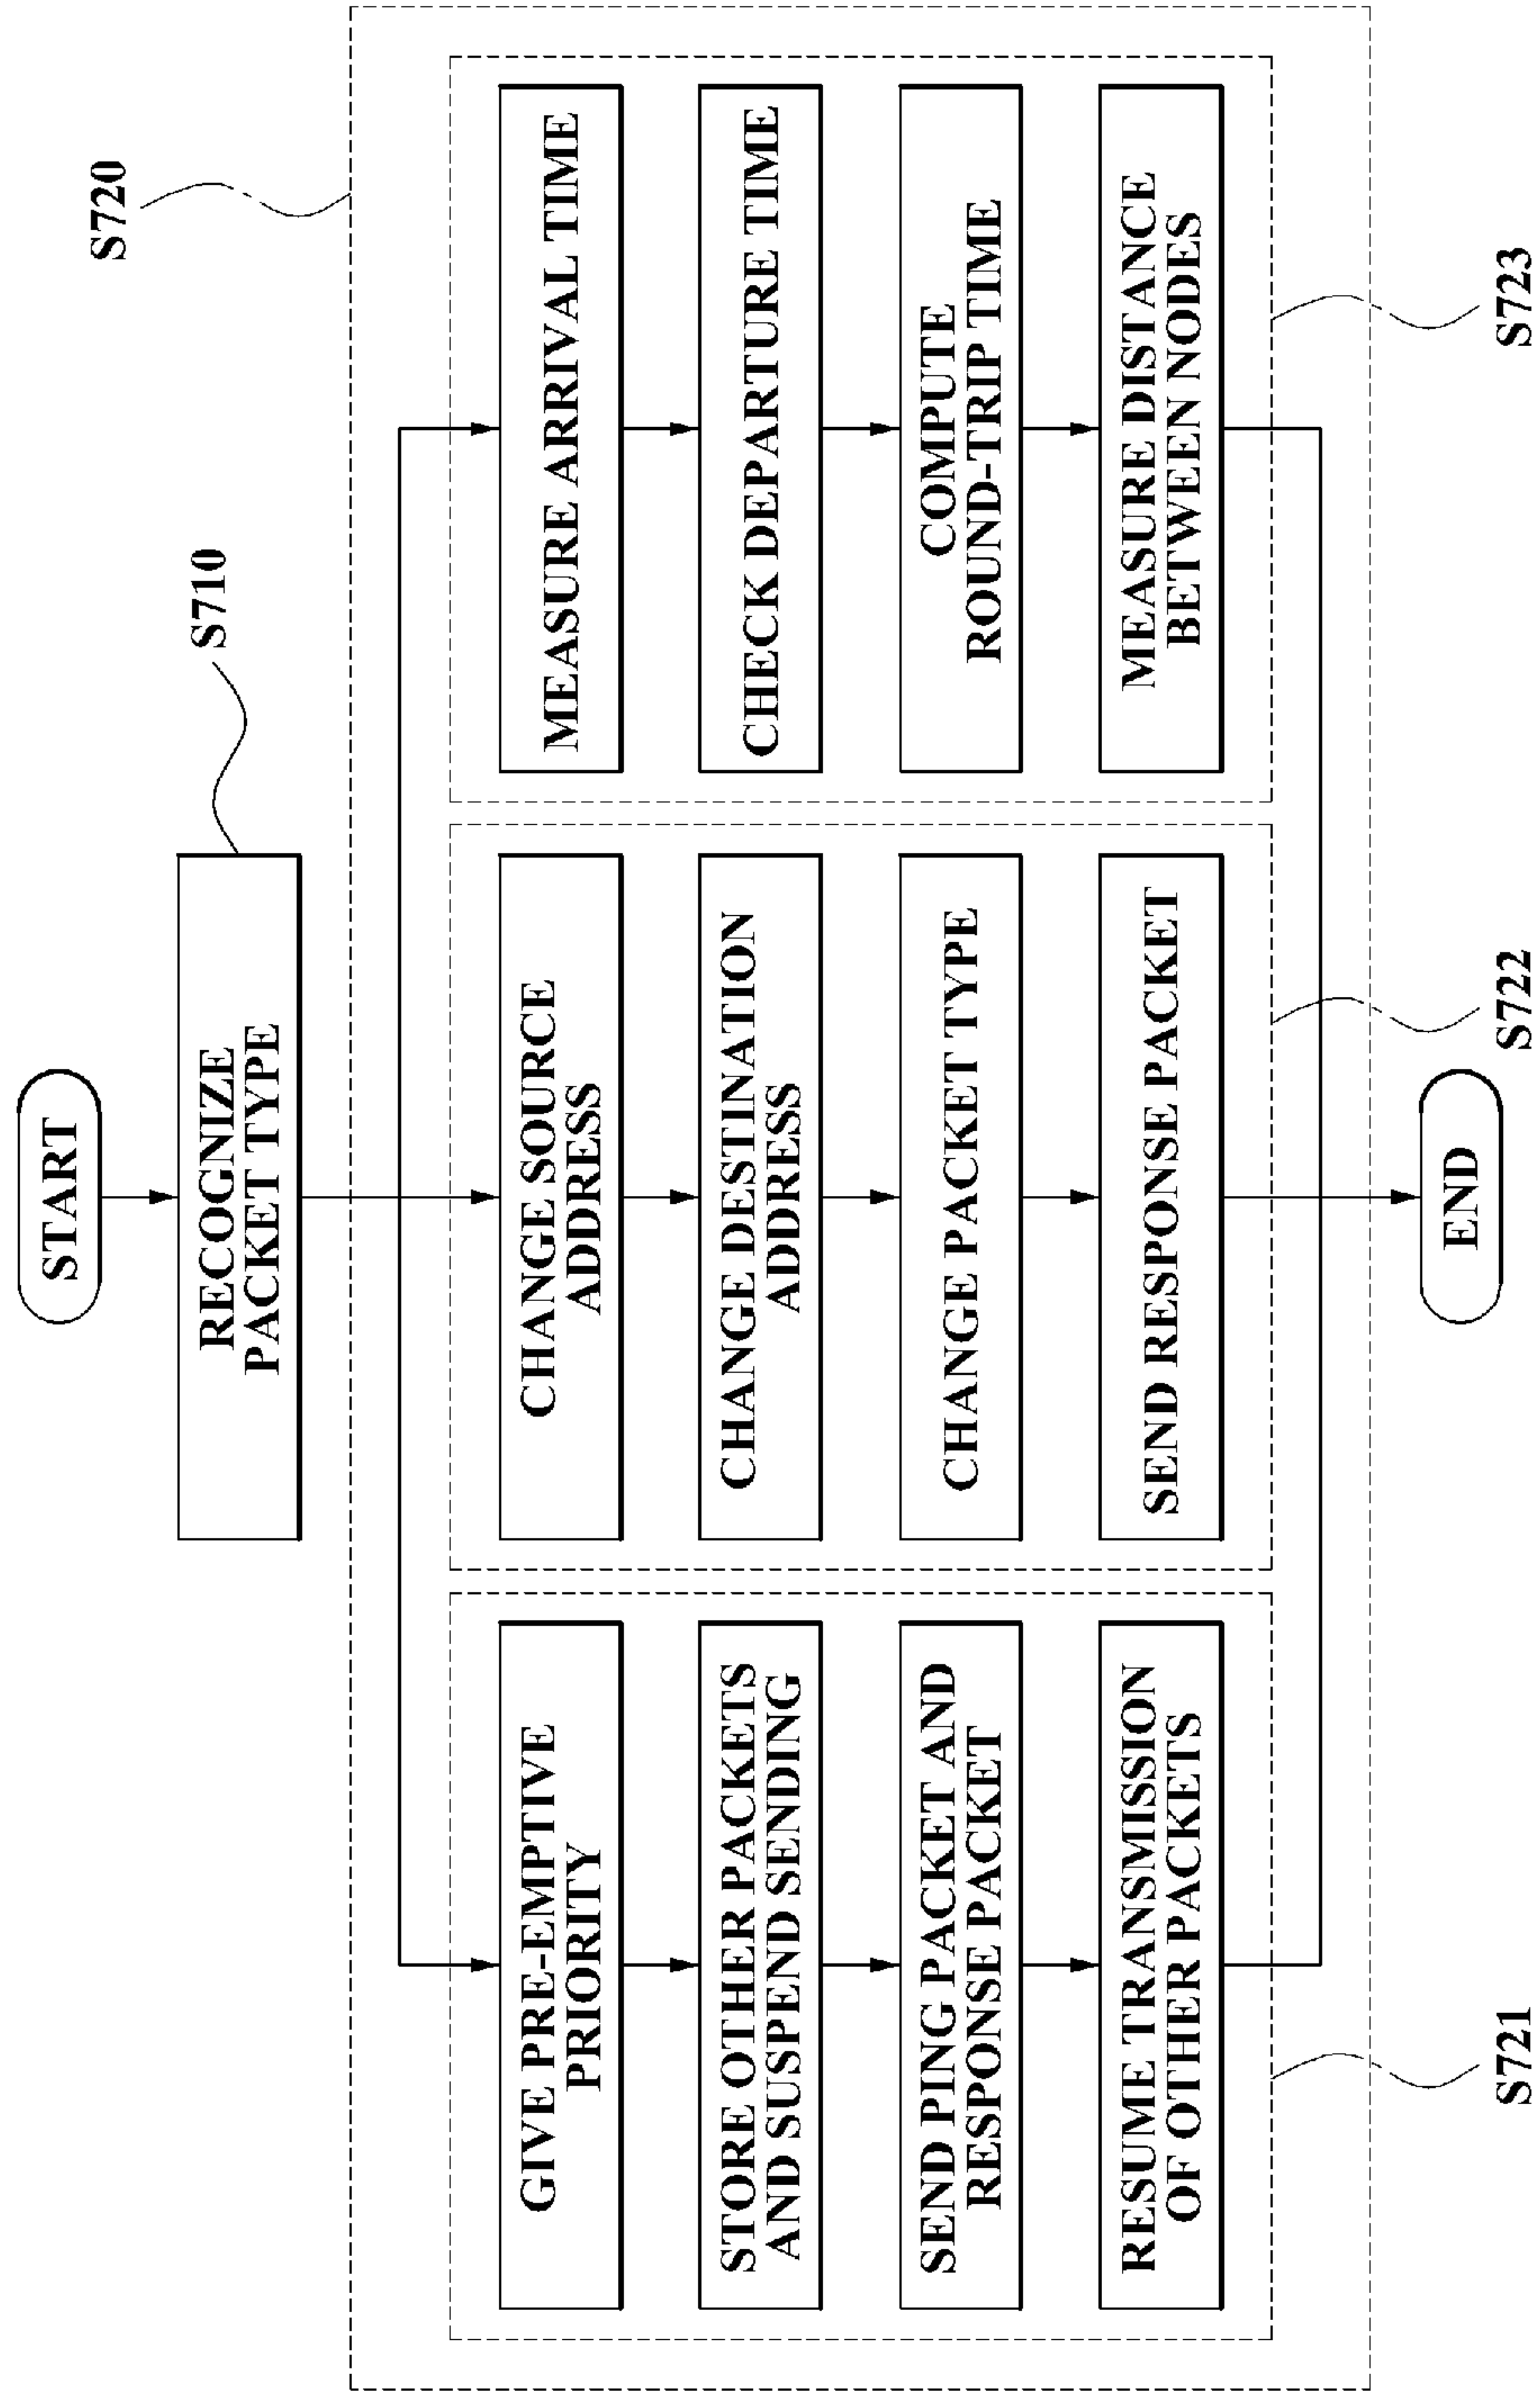 START
RECOGNIZE
PACKET TYPE
S710
S720
GIVE PRE-EMPTIVE
PRIORITY
STORE OTHER PACKETS
AND SUSPEND SENDING
SEND PING PACKET AND
RESPONSE PACKET
RESUME TRANSMISSION
OF OTHER PACKETS
CHANGE SOURCE
ADDRESS
CHANGE DESTINATION
ADDRESS
CHANGE PACKET TYPE
SEND RESPONSE PACKET
MEASURE ARRIVAL TIME
CHECK DEPARTURE TIME
COMPUTE
ROUND-TRIP TIME
MEASURE DISTANCE
BETWEEN NODES
END
S721
S722
S723